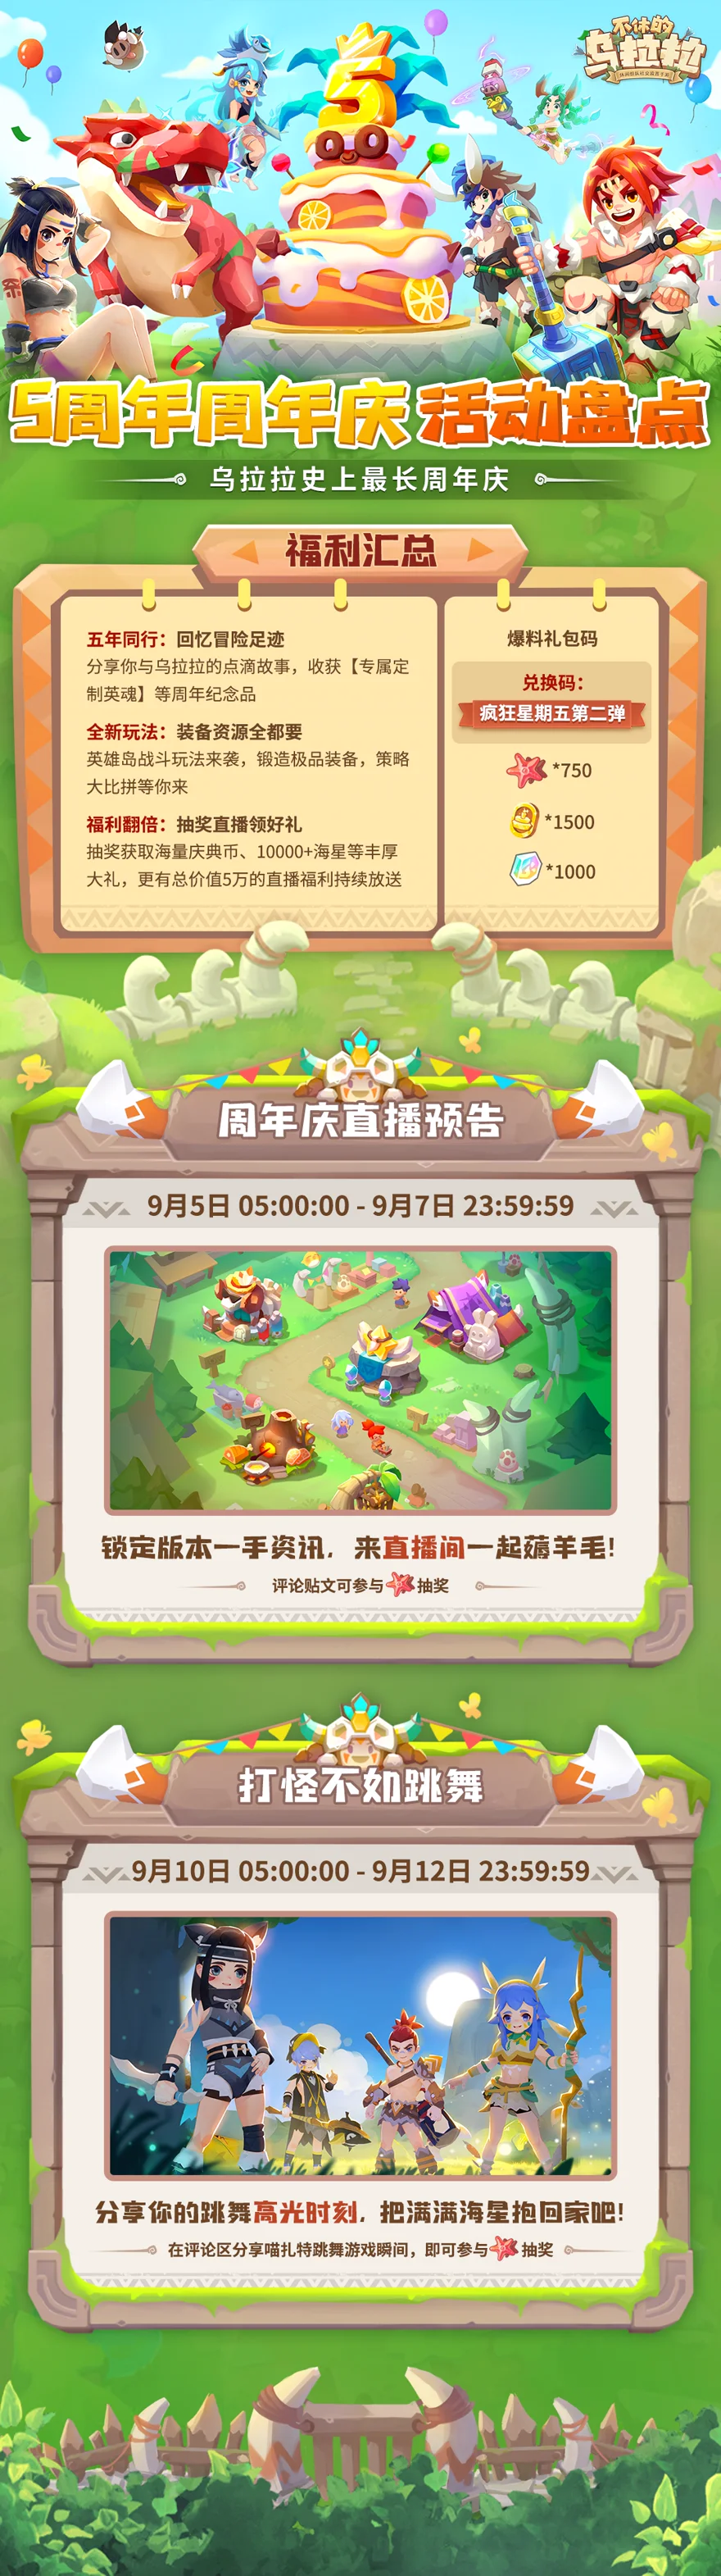 不休的
乌拉拉
5
5周年周年庆 活动盘点
乌拉拉史上最长周年庆
福利汇总
五年同行：回忆冒险足迹
分享你与乌拉拉的点滴故事，收获【专属定
制英魂】等周年纪念品
全新玩法：装备资源全都要
英雄岛战斗玩法来袭，锻造极品装备，策略
大比拼等你来
福利翻倍：抽奖直播领好礼
抽奖获取海量庆典币、10000+海星等丰厚
大礼，更有总价值5万的直播福利持续放送
爆料礼包码
兑换码：
疯狂星期五第二弹
*750
*1500
*1000
周年庆直播预告
9月5日 05:00:00 - 9月7日 23:59:59
锁定版本一手资讯，来直播间一起薅羊毛！
评论贴文可参与 抽奖
打怪不如跳舞
9月10日 05:00:00 - 9月12日 23:59:59
分享你的跳舞高光时刻，把满满海星抱回家吧！
在评论区分享喵扎特跳舞游戏瞬间，即可参与 抽奖